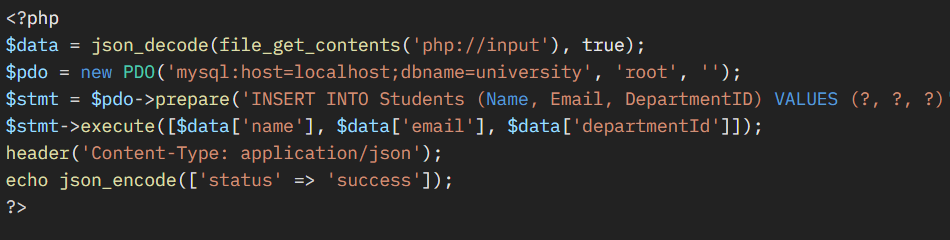 <?php
$data = json_decode(file_get_contents('php://input'), true);
$pdo = new PDO('mysql:host=localhost;dbname=university', 'root', '');
$stmt = $pdo->prepare('INSERT INTO Students (Name, Email, DepartmentID) VALUES (?, ?, ?)'
$stmt->execute([$data['name'], $data['email'], $data['departmentId']]);
header('Content-Type: application/json');
echo json_encode(['status' => 'success']);
?>